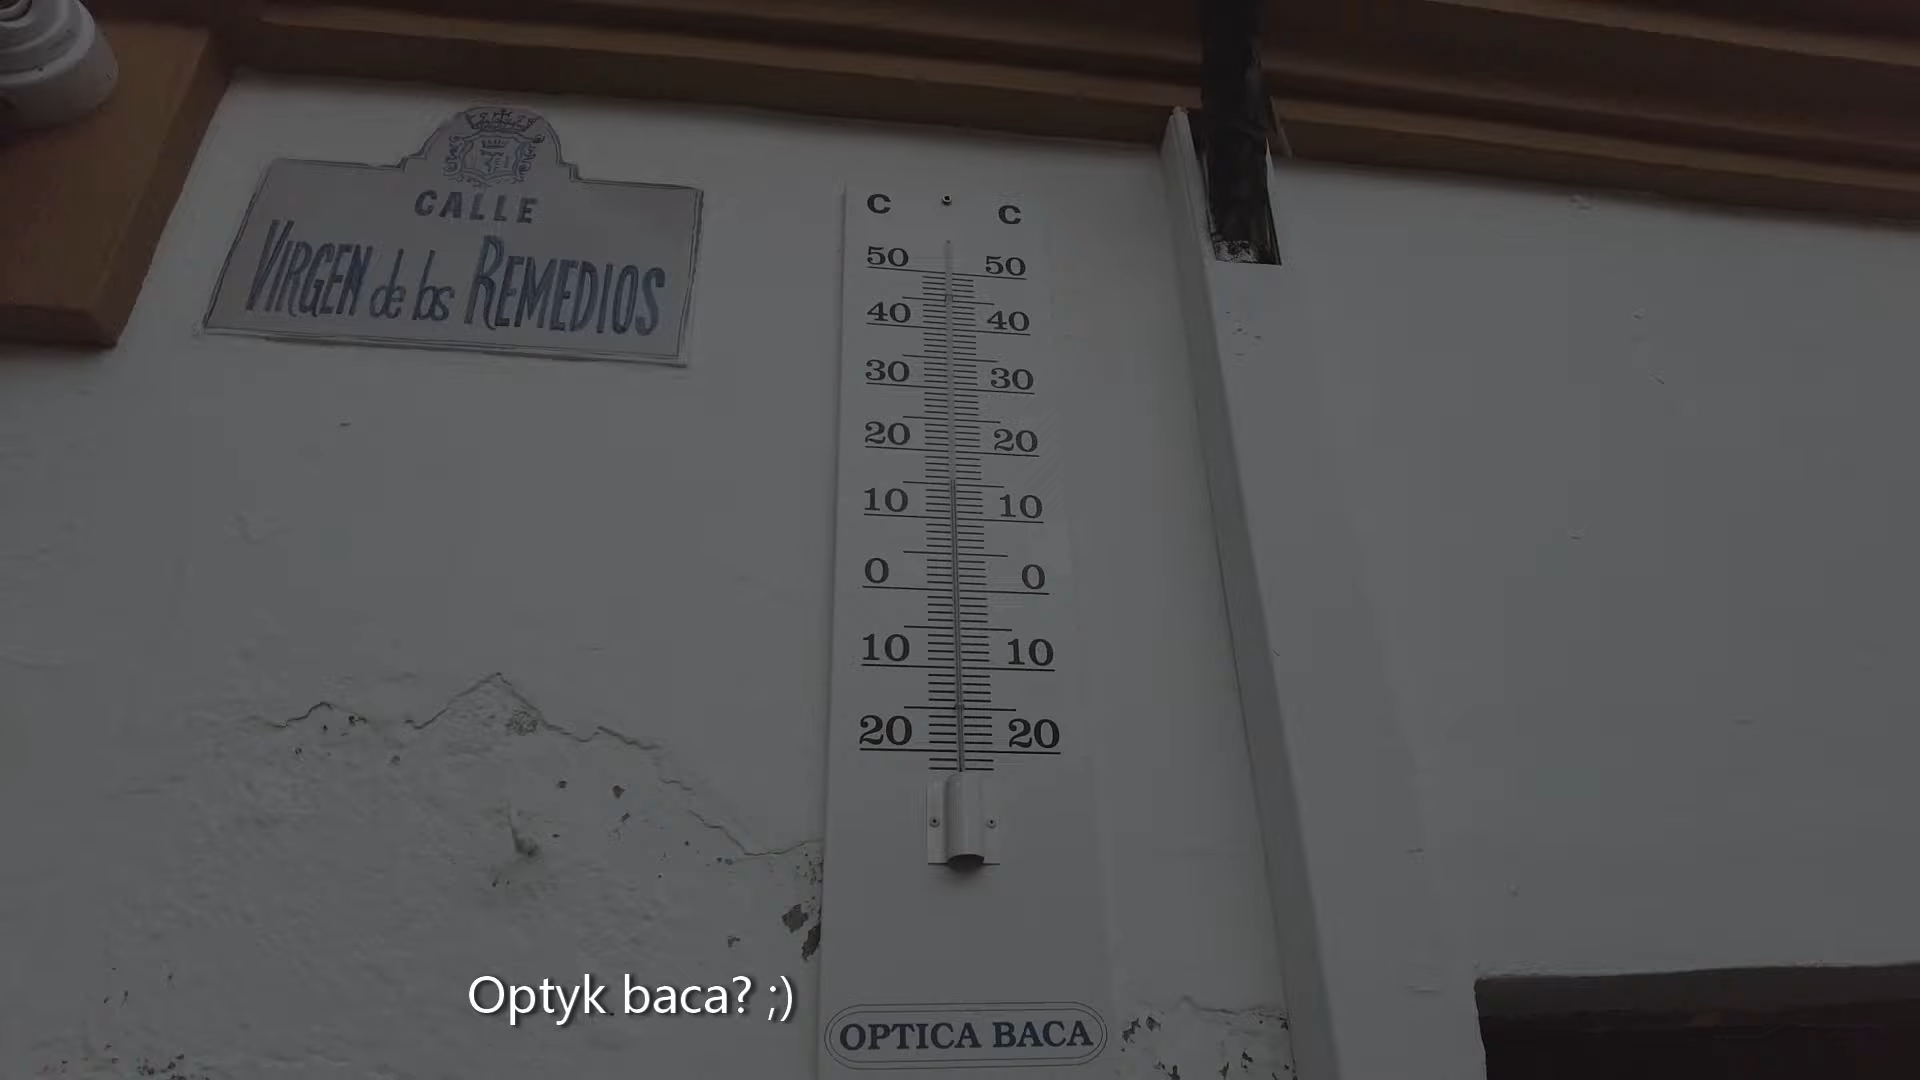 CALLE
VIRGEN de los REMEDIOS
C C
50 50
40 40
30 30
20 20
10 10
0 0
10 10
20 20
Optyk baca? ;)
OPTICA BACA